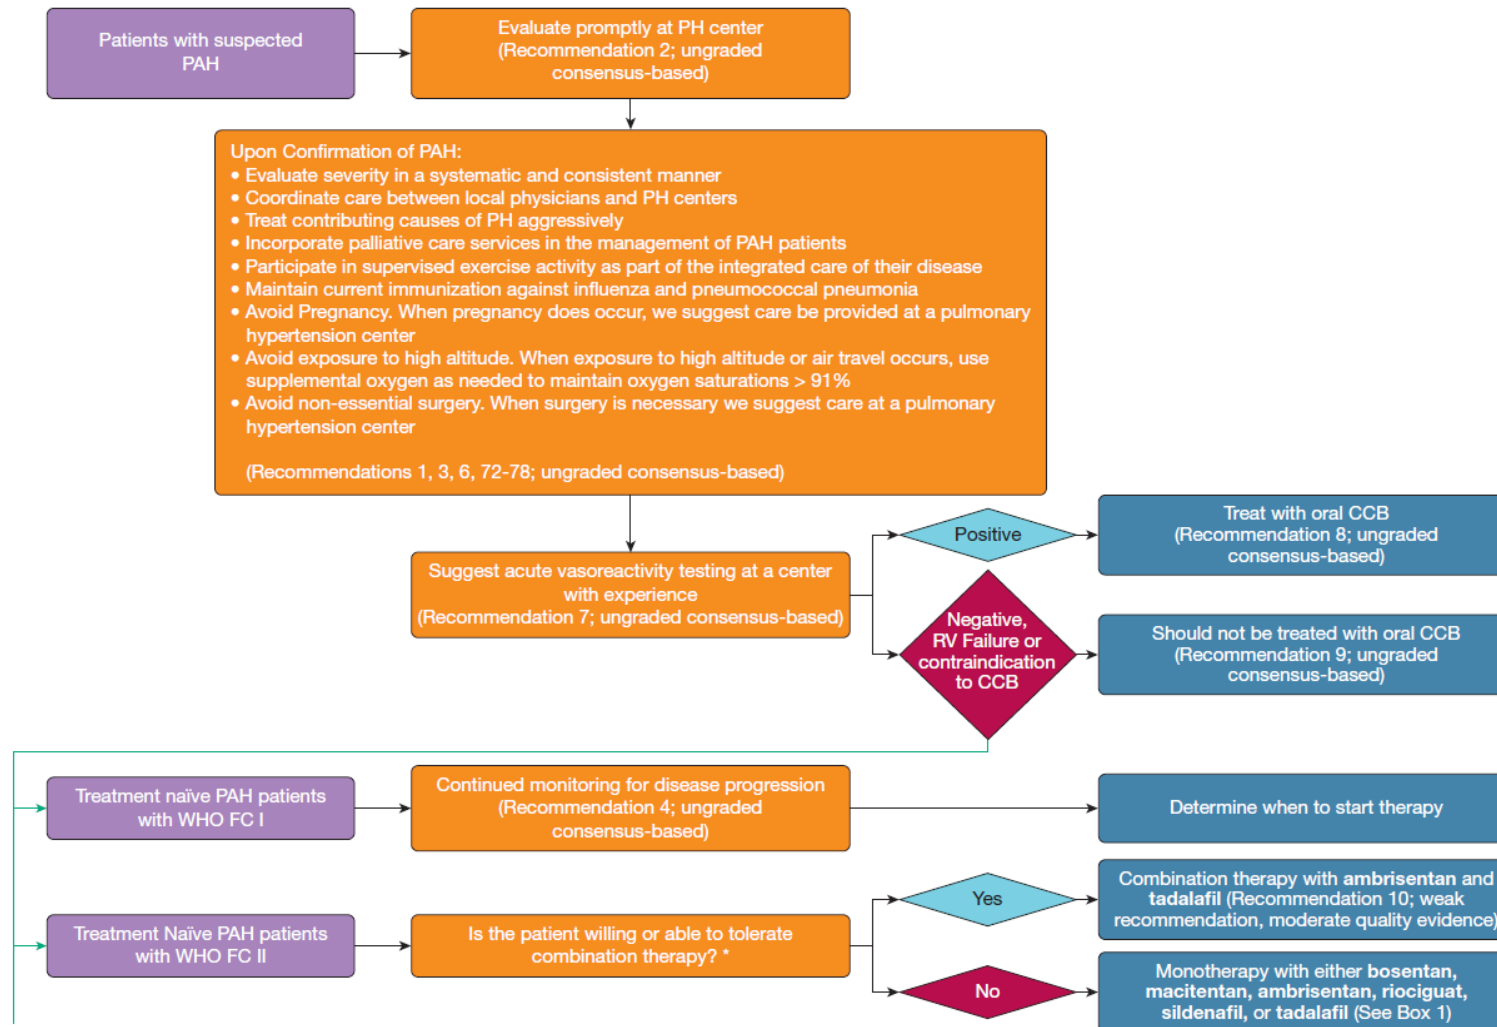 Patients with suspected
PAH
Evaluate promptly at PH center
(Recommendation 2; ungraded
consensus-based)
Upon Confirmation of PAH:
• Evaluate severity in a systematic and consistent manner
• Coordinate care between local physicians and PH centers
• Treat contributing causes of PH aggressively
• Incorporate palliative care services in the management of PAH patients
• Participate in supervised exercise activity as part of the integrated care of their disease
• Maintain current immunization against influenza and pneumococcal pneumonia
• Avoid Pregnancy. When pregnancy does occur, we suggest care be provided at a pulmonary
hypertension center
• Avoid exposure to high altitude. When exposure to high altitude or air travel occurs, use
supplemental oxygen as needed to maintain oxygen saturations > 91%
• Avoid non-essential surgery. When surgery is necessary we suggest care at a pulmonary
hypertension center
(Recommendations 1, 3, 6, 72-78; ungraded consensus-based)
Suggest acute vasoreactivity testing at a center
with experience
(Recommendation 7; ungraded consensus-based)
Positive
Treat with oral CCB
(Recommendation 8; ungraded
consensus-based)
Negative,
RV Failure or
contraindication
to CCB
Should not be treated with oral CCB
(Recommendation 9; ungraded
consensus-based)
Treatment naïve PAH patients
with WHO FC I
Continued monitoring for disease progression
(Recommendation 4; ungraded
consensus-based)
Determine when to start therapy
Treatment Naïve PAH patients
with WHO FC II
Is the patient willing or able to tolerate
combination therapy? *
Yes
Combination therapy with ambrisentan and
tadalafil (Recommendation 10; weak
recommendation, moderate quality evidence)
No
Monotherapy with either bosentan,
macitentan, ambrisentan, riociguat,
sildenafil, or tadalafil (See Box 1)